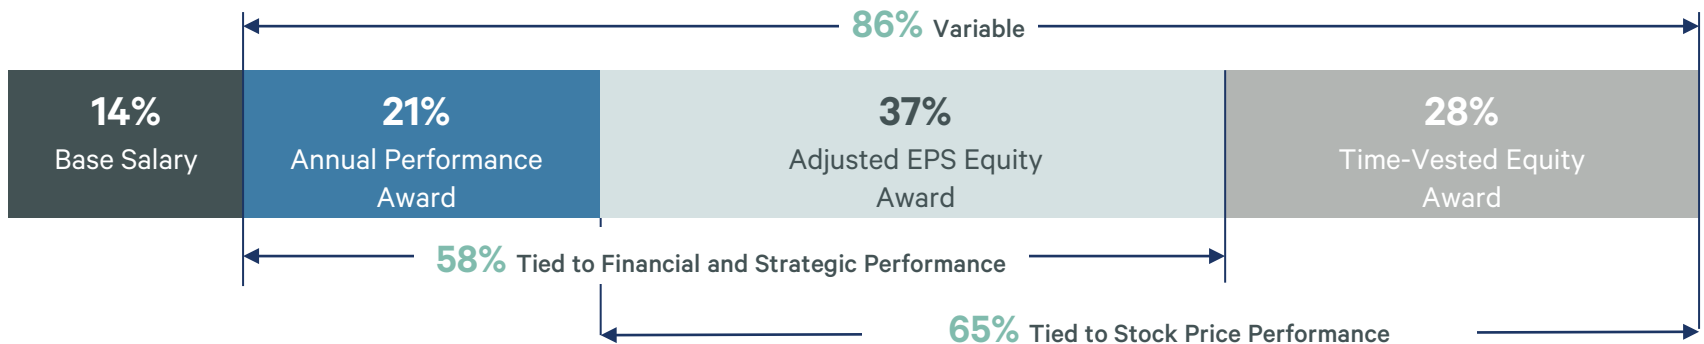 86% Variable
14%
Base Salary
21%
Annual Performance
Award
37%
Adjusted EPS Equity
Award
28%
Time-Vested Equity
Award
58% Tied to Financial and Strategic Performance
65% Tied to Stock Price Performance